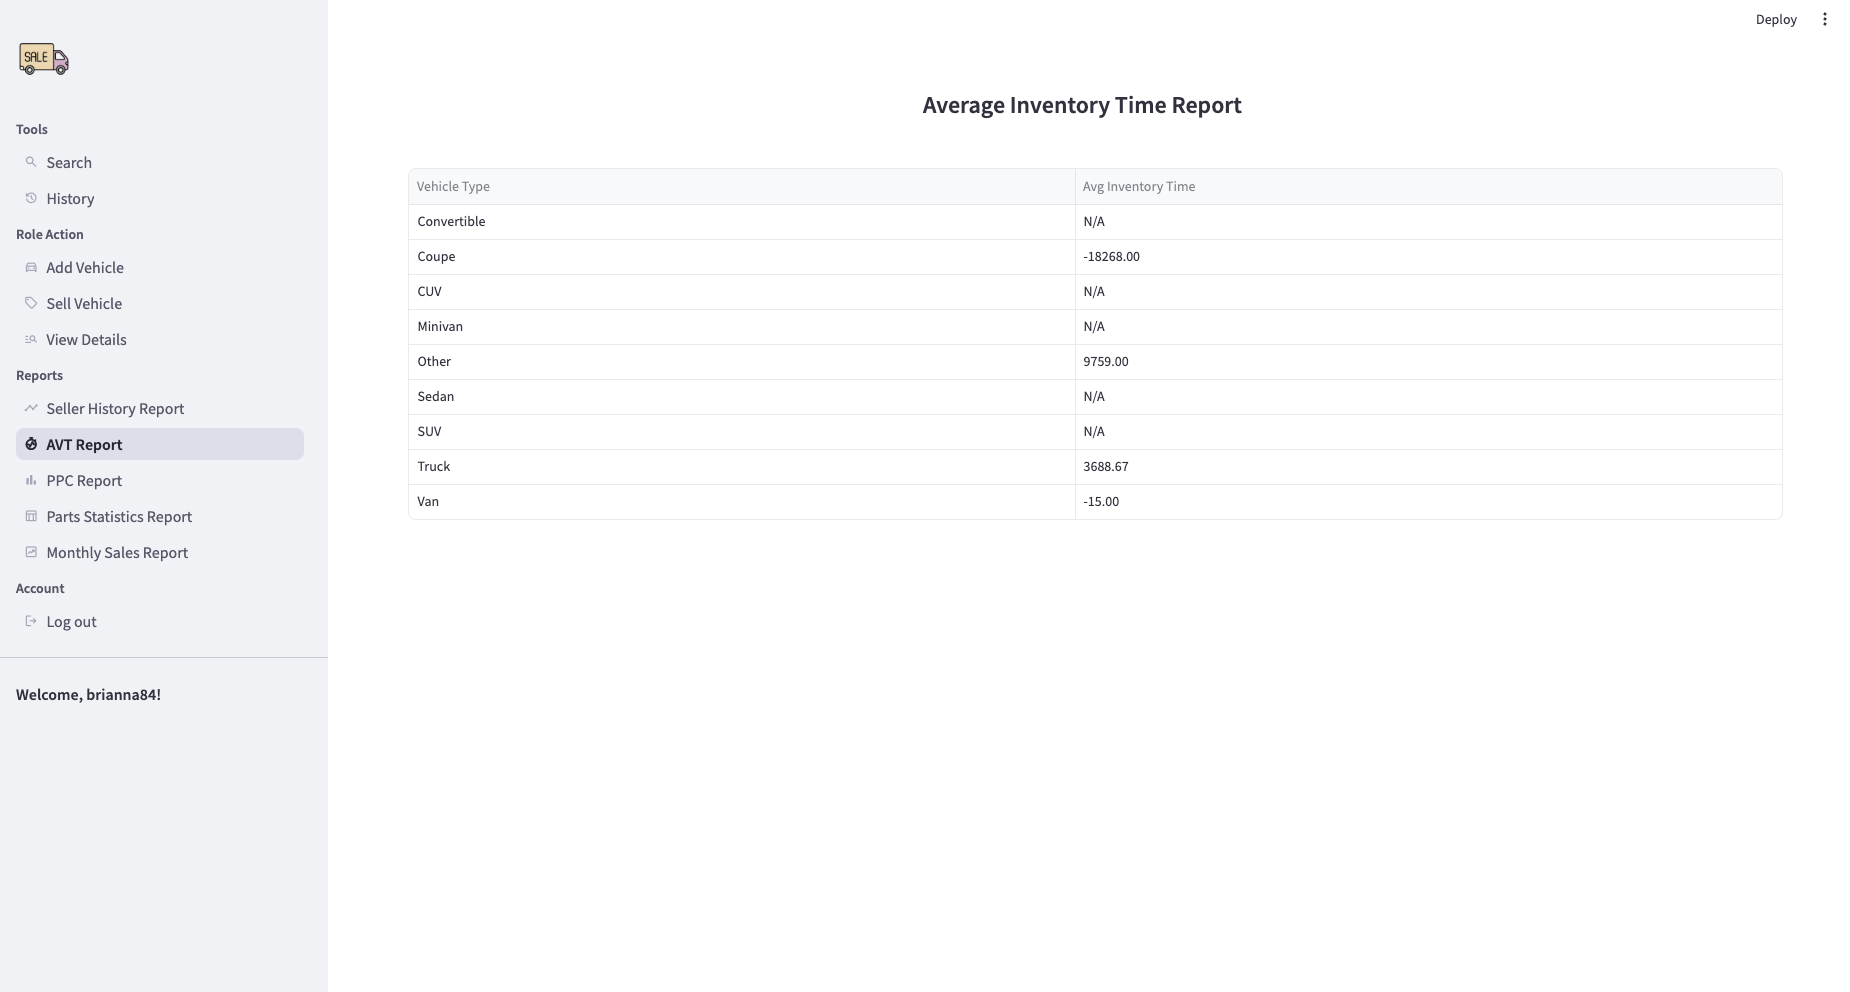 Deploy
SALE
Tools
Search
History
Role Action
Add Vehicle
Sell Vehicle
View Details
Reports
Seller History Report
AVT Report
PPC Report
Parts Statistics Report
Monthly Sales Report
Account
Log out
Welcome, brianna84!
Average Inventory Time Report
Vehicle Type Avg Inventory Time
Convertible N/A
Coupe -18268.00
CUV N/A
Minivan N/A
Other 9759.00
Sedan N/A
SUV N/A
Truck 3688.67
Van -15.00